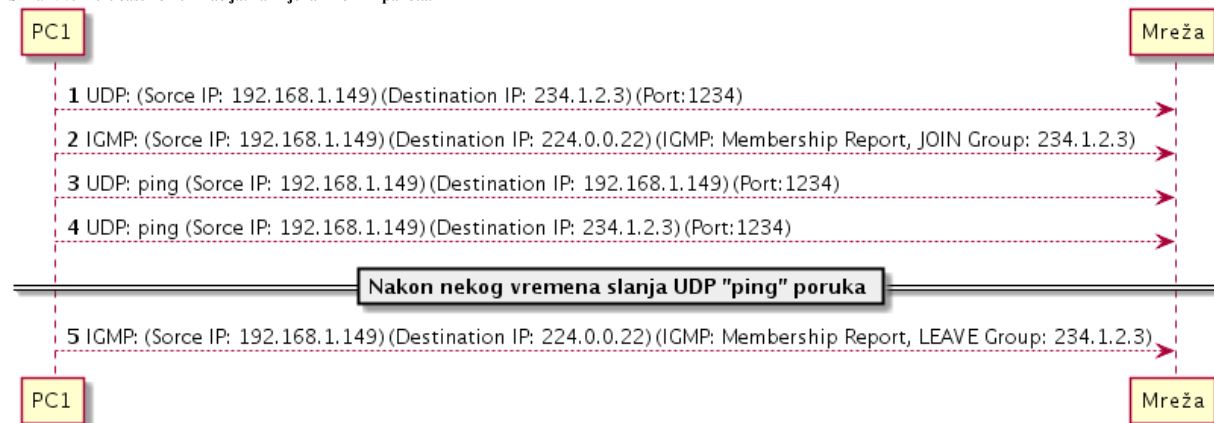 PC1
Mreža
1 UDP: (Sorce IP: 192.168.1.149)(Destination IP: 234.1.2.3)(Port:1234)
2 IGMP: (Sorce IP: 192.168.1.149)(Destination IP: 224.0.0.22)(IGMP: Membership Report, JOIN Group: 234.1.2.3)
3 UDP: ping (Sorce IP: 192.168.1.149)(Destination IP: 192.168.1.149)(Port:1234)
4 UDP: ping (Sorce IP: 192.168.1.149)(Destination IP: 234.1.2.3)(Port:1234)
Nakon nekog vremena slanja UDP "ping" poruka
5 IGMP: (Sorce IP: 192.168.1.149)(Destination IP: 224.0.0.22)(IGMP: Membership Report, LEAVE Group: 234.1.2.3)
PC1
Mreža